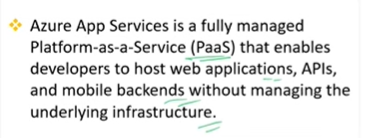 Azure App Services is a fully managed
Platform-as-a-Service (PaaS) that enables
developers to host web applications, APIs,
and mobile backends without managing the
underlying infrastructure.